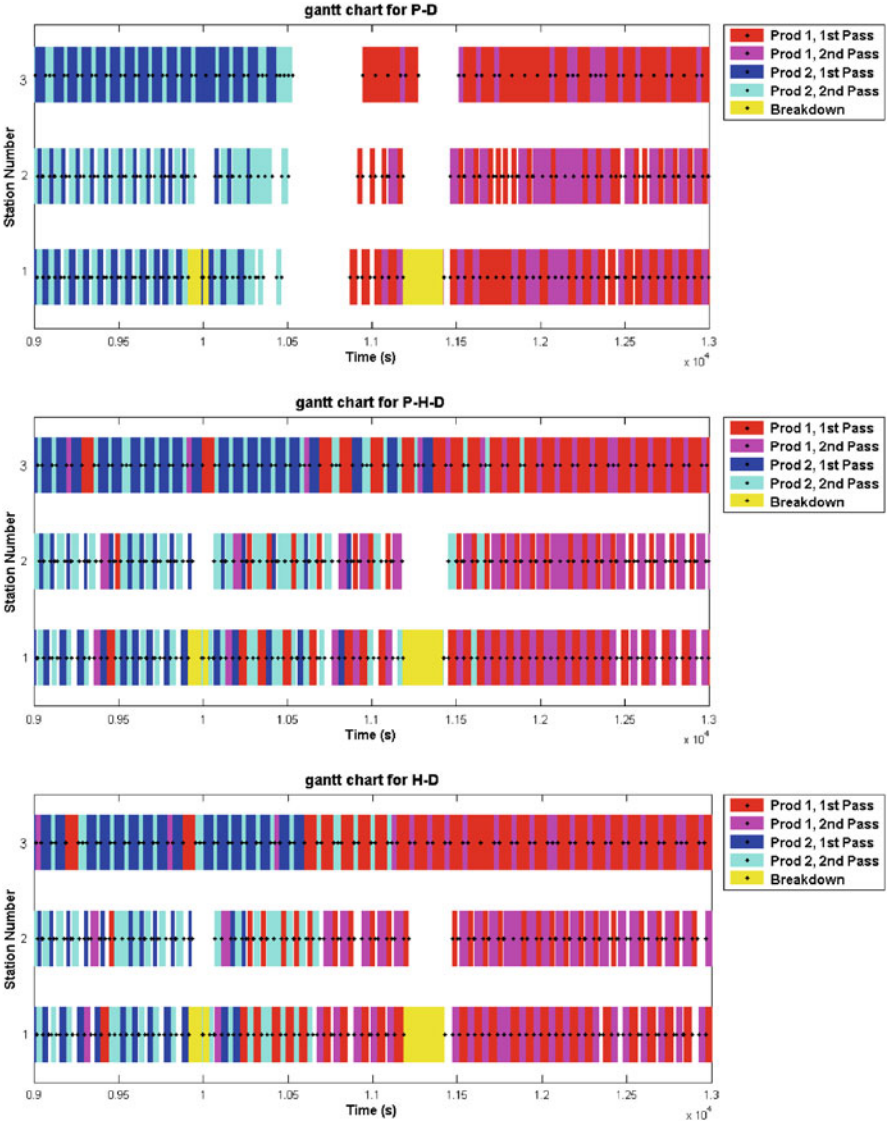 gantt chart for P-D
Prod 1, 1st Pass
Prod 1, 2nd Pass
Prod 2, 1st Pass
Prod 2, 2nd Pass
Breakdown
Station Number
3
2
1
0.9 0.95 1 1.05 1.1 1.15 1.2 1.25 1.3
Time (s)
x 10^4
gantt chart for P-H-D
Prod 1, 1st Pass
Prod 1, 2nd Pass
Prod 2, 1st Pass
Prod 2, 2nd Pass
Breakdown
Station Number
3
2
1
0.9 0.95 1 1.05 1.1 1.15 1.2 1.25 1.3
Time (s)
x 10^4
gantt chart for H-D
Prod 1, 1st Pass
Prod 1, 2nd Pass
Prod 2, 1st Pass
Prod 2, 2nd Pass
Breakdown
Station Number
3
2
1
0.9 0.95 1 1.05 1.1 1.15 1.2 1.25 1.3
Time (s)
x 10^4